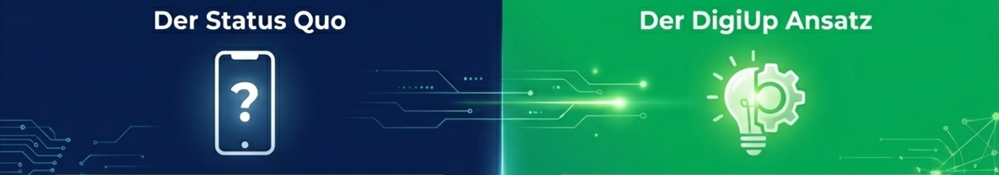 Der Status Quo
Der DigiUp Ansatz
?